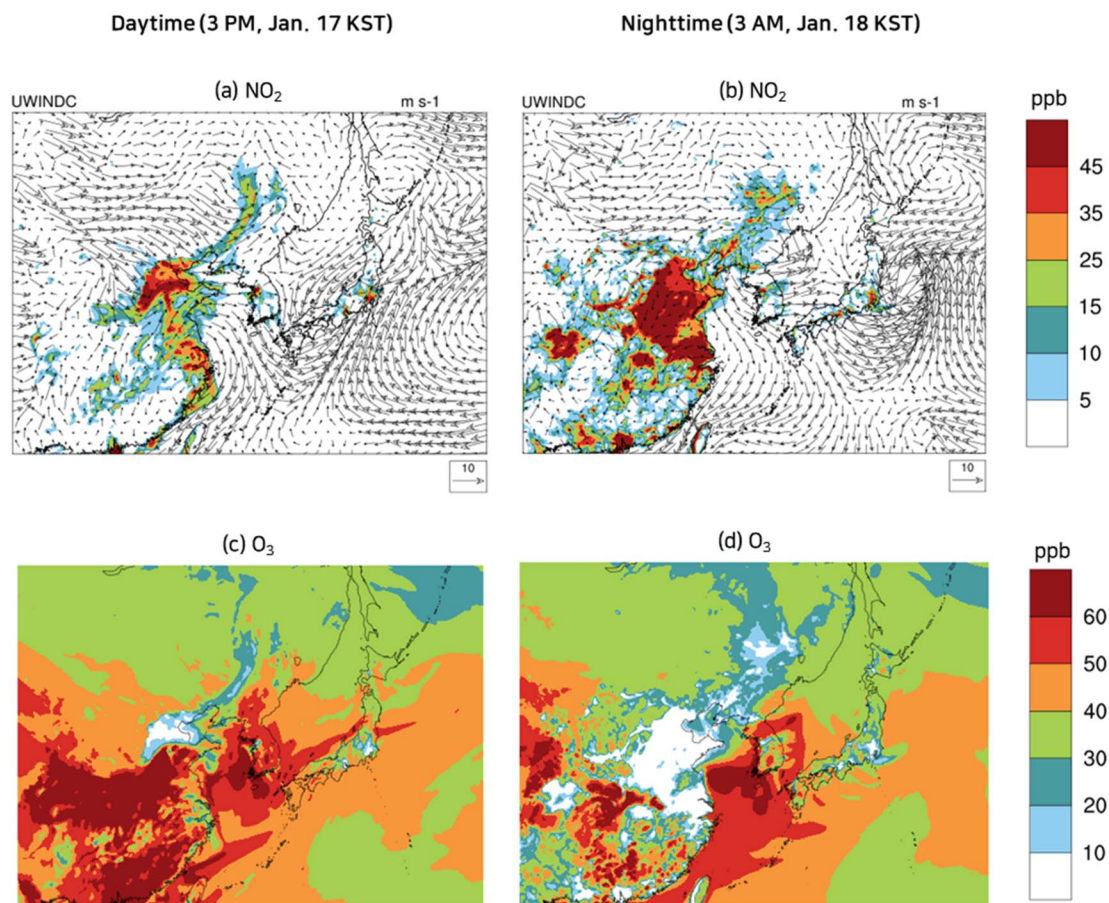 Daytime (3 PM, Jan. 17 KST)
Nighttime (3 AM, Jan. 18 KST)
(a) NO₂
(b) NO₂
UWINDC
m s-1
UWINDC
m s-1
ppb
45
35
25
15
10
5
10
10
(c) O₃
(d) O₃
ppb
60
50
40
30
20
10